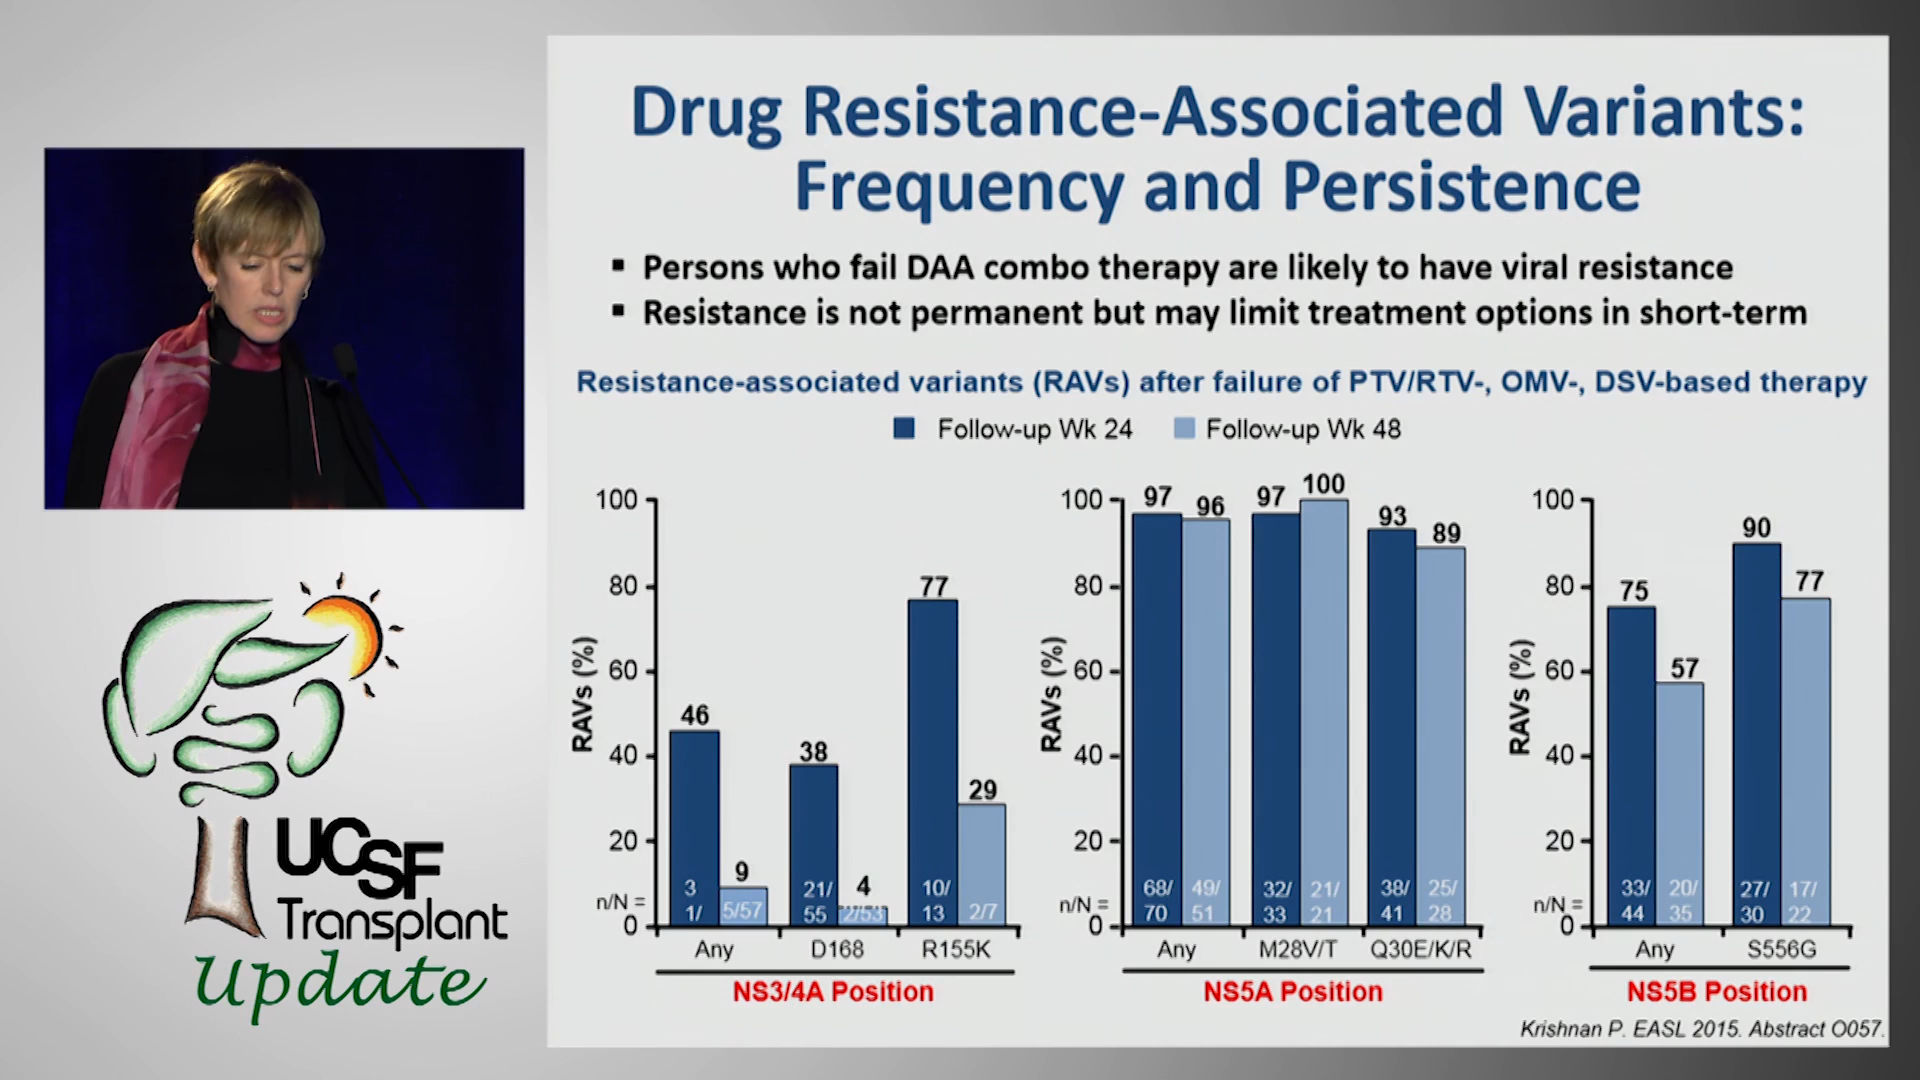 Drug Resistance-Associated Variants:
Frequency and Persistence
▪ Persons who fail DAA combo therapy are likely to have viral resistance
▪ Resistance is not permanent but may limit treatment options in short-term
Resistance-associated variants (RAVs) after failure of PTV/RTV-, OMV-, DSV-based therapy
Follow-up Wk 24 Follow-up Wk 48
RAVs (%)
100
80
60
40
20
0
n/N =
46
9
38
4
77
29
3
1/
5/57
21/
55
2/53
10/
13
2/7
Any D168 R155K
NS3/4A Position
RAVs (%)
100
80
60
40
20
0
n/N =
97
96
97
100
93
89
68/
70
49/
51
32/
33
21/
21
38/
41
25/
28
Any M28V/T Q30E/K/R
NS5A Position
RAVs (%)
100
80
60
40
20
0
n/N =
75
57
90
77
33/
44
20/
35
27/
30
17/
22
Any S556G
NS5B Position
Krishnan P. EASL 2015. Abstract O057.
UCSF
Transplant
Update